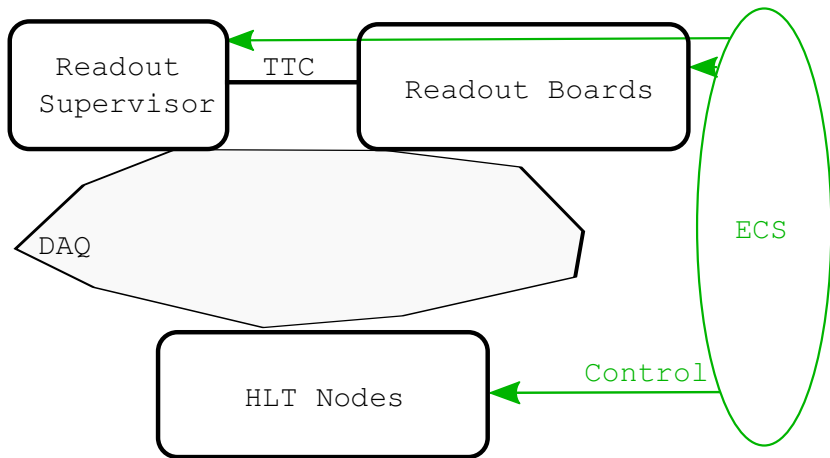 Readout
Supervisor
TTC
Readout Boards
DAQ
ECS
Control
HLT Nodes